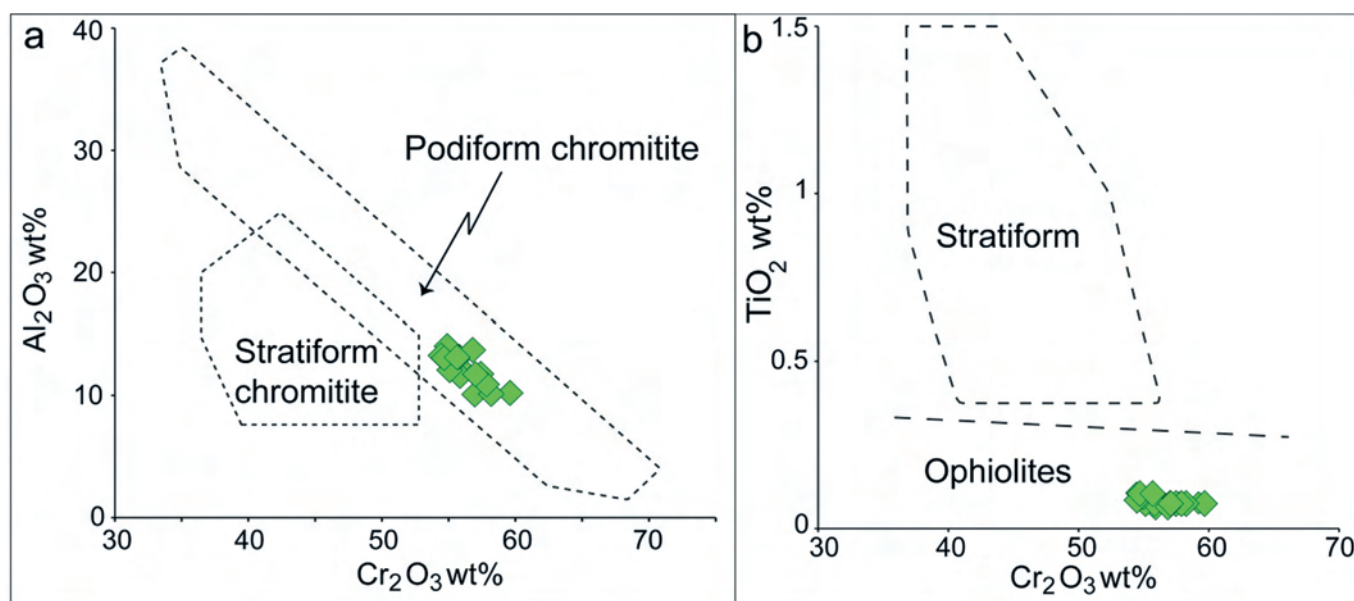 a
40
30
20
10
0
Al₂O₃ wt%
Podiform chromitite
Stratiform
chromitite
30
40
50
60
70
Cr₂O₃ wt%
b
1.5
1
0.5
0
TiO₂ wt%
Stratiform
Ophiolites
30
40
50
60
70
Cr₂O₃ wt%